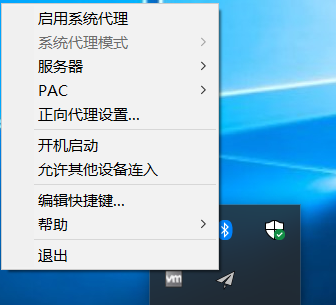 启用系统代理
系统代理模式
服务器
PAC
正向代理设置...
开机启动
允许其他设备连入
编辑快捷键...
帮助
退出
vm